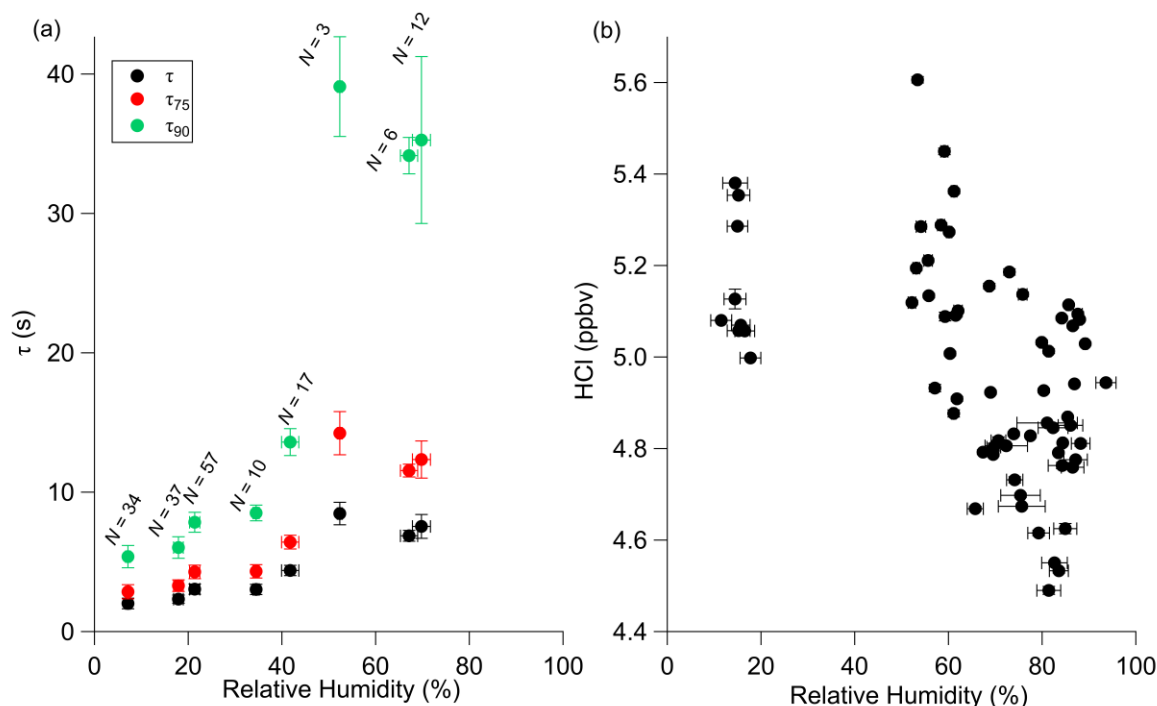 (a)
τ
τ75
τ90
N = 3
N = 12
N = 6
N = 17
N = 10
N = 57
N = 37
N = 34
40
30
20
10
0
τ (s)
0 20 40 60 80 100
Relative Humidity (%)
(b)
5.6
5.4
5.2
5.0
4.8
4.6
4.4
HCl (ppbv)
0 20 40 60 80 100
Relative Humidity (%)